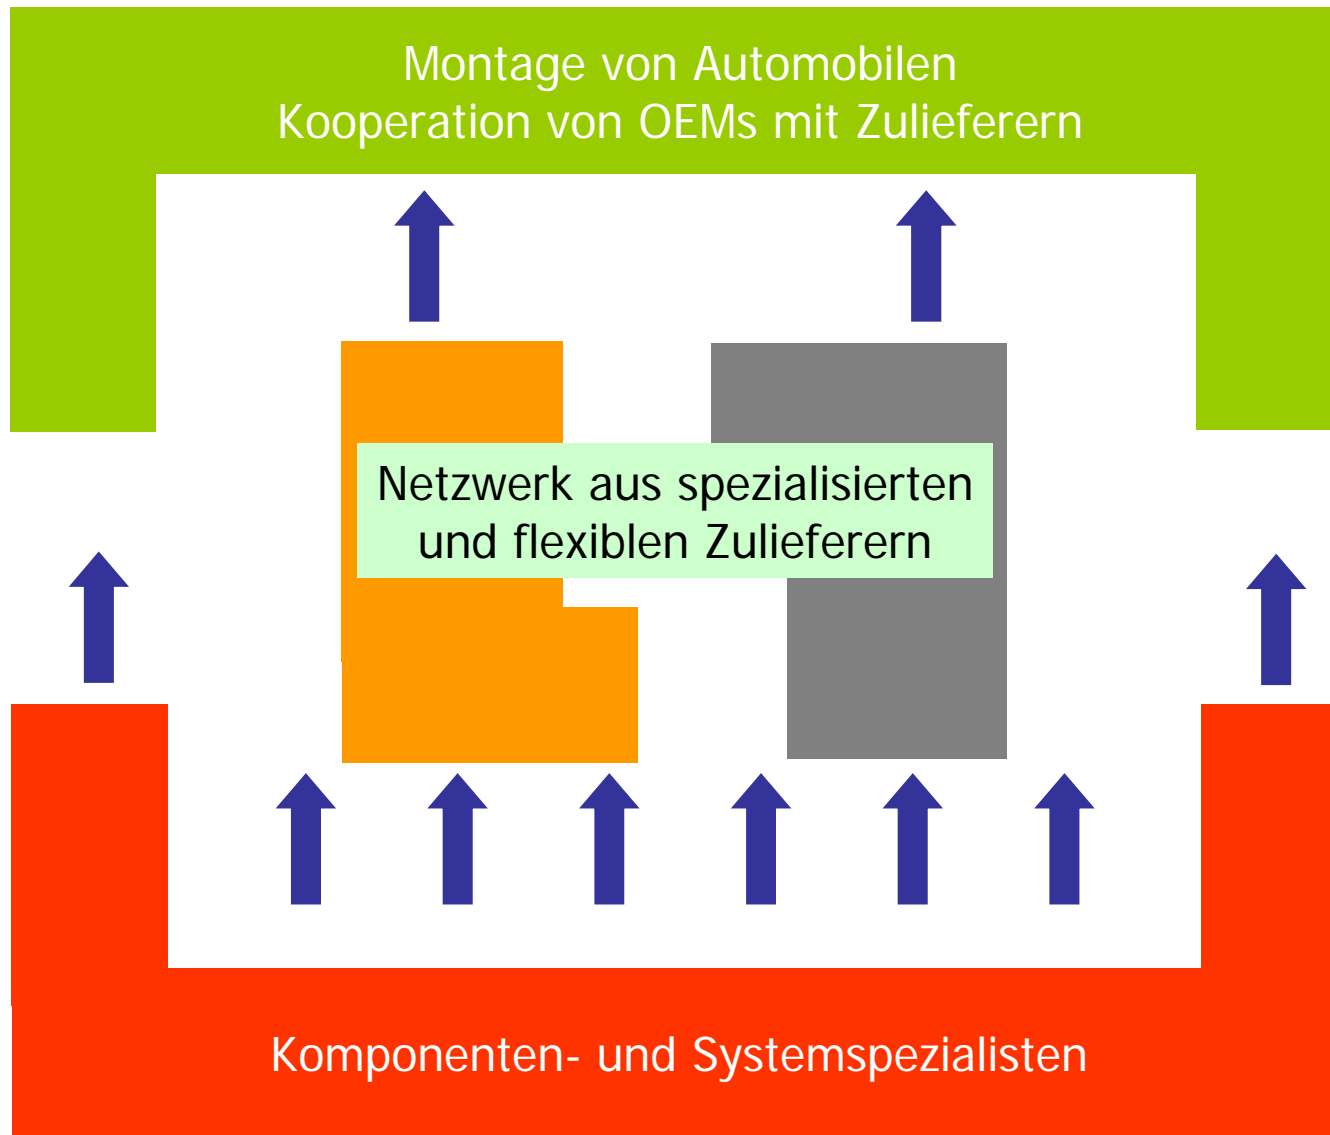 Montage von Automobilen
Kooperation von OEMs mit Zulieferern
Netzwerk aus spezialisierten
und flexiblen Zulieferern
Komponenten- und Systemspezialisten